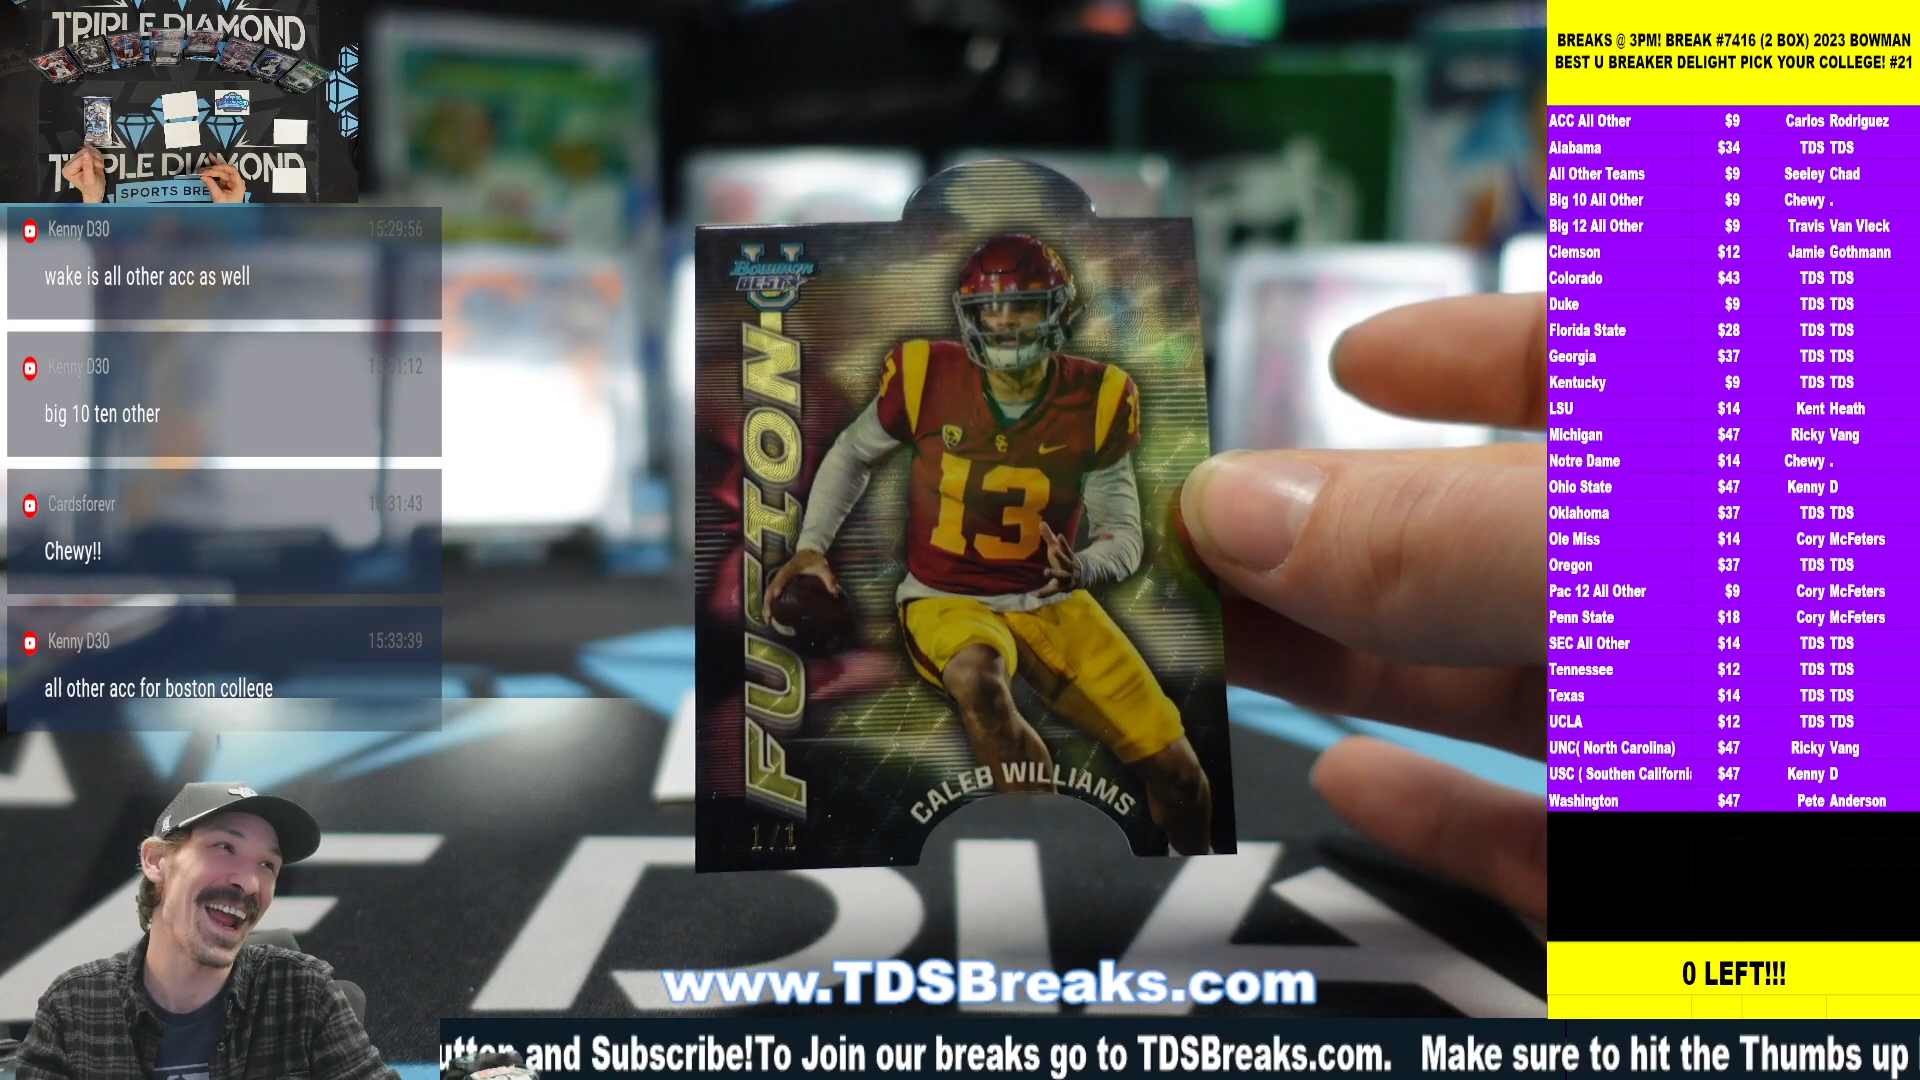 TRIPLE DIAMOND
TRIPLE DIAMOND
SPORTS BRE
Kenny D30 15:29:56
wake is all other acc as well
Kenny D30
big 10 ten other
Cardsforevr
Chewy!!
Kenny D30 15:33:39
all other acc for boston college
Bowman
BEST
U
FUSION
13
SC
CALEB WILLIAMS
1/1
www.TDSBreaks.com
and Subscribe!To Join our breaks go to TDSBreaks.com. Make sure to hit the Thumbs up
BREAKS @ 3PM! BREAK #7416 (2 BOX) 2023 BOWMAN
BEST U BREAKER DELIGHT PICK YOUR COLLEGE! #21
ACC All Other $9 Carlos Rodriguez
Alabama $34 TDS TDS
All Other Teams $9 Seeley Chad
Big 10 All Other $9 Chewy .
Big 12 All Other $9 Travis Van Vleck
Clemson $12 Jamie Gothmann
Colorado $43 TDS TDS
Duke $9 TDS TDS
Florida State $28 TDS TDS
Georgia $37 TDS TDS
Kentucky $9 TDS TDS
LSU $14 Kent Heath
Michigan $47 Ricky Vang
Notre Dame $14 Chewy .
Ohio State $47 Kenny D
Oklahoma $37 TDS TDS
Ole Miss $14 Cory McFeters
Oregon $37 TDS TDS
Pac 12 All Other $9 Cory McFeters
Penn State $18 Cory McFeters
SEC All Other $14 TDS TDS
Tennessee $12 TDS TDS
Texas $14 TDS TDS
UCLA $12 TDS TDS
UNC( North Carolina) $47 Ricky Vang
USC ( Southen Californi $47 Kenny D
Washington $47 Pete Anderson
0 LEFT!!!